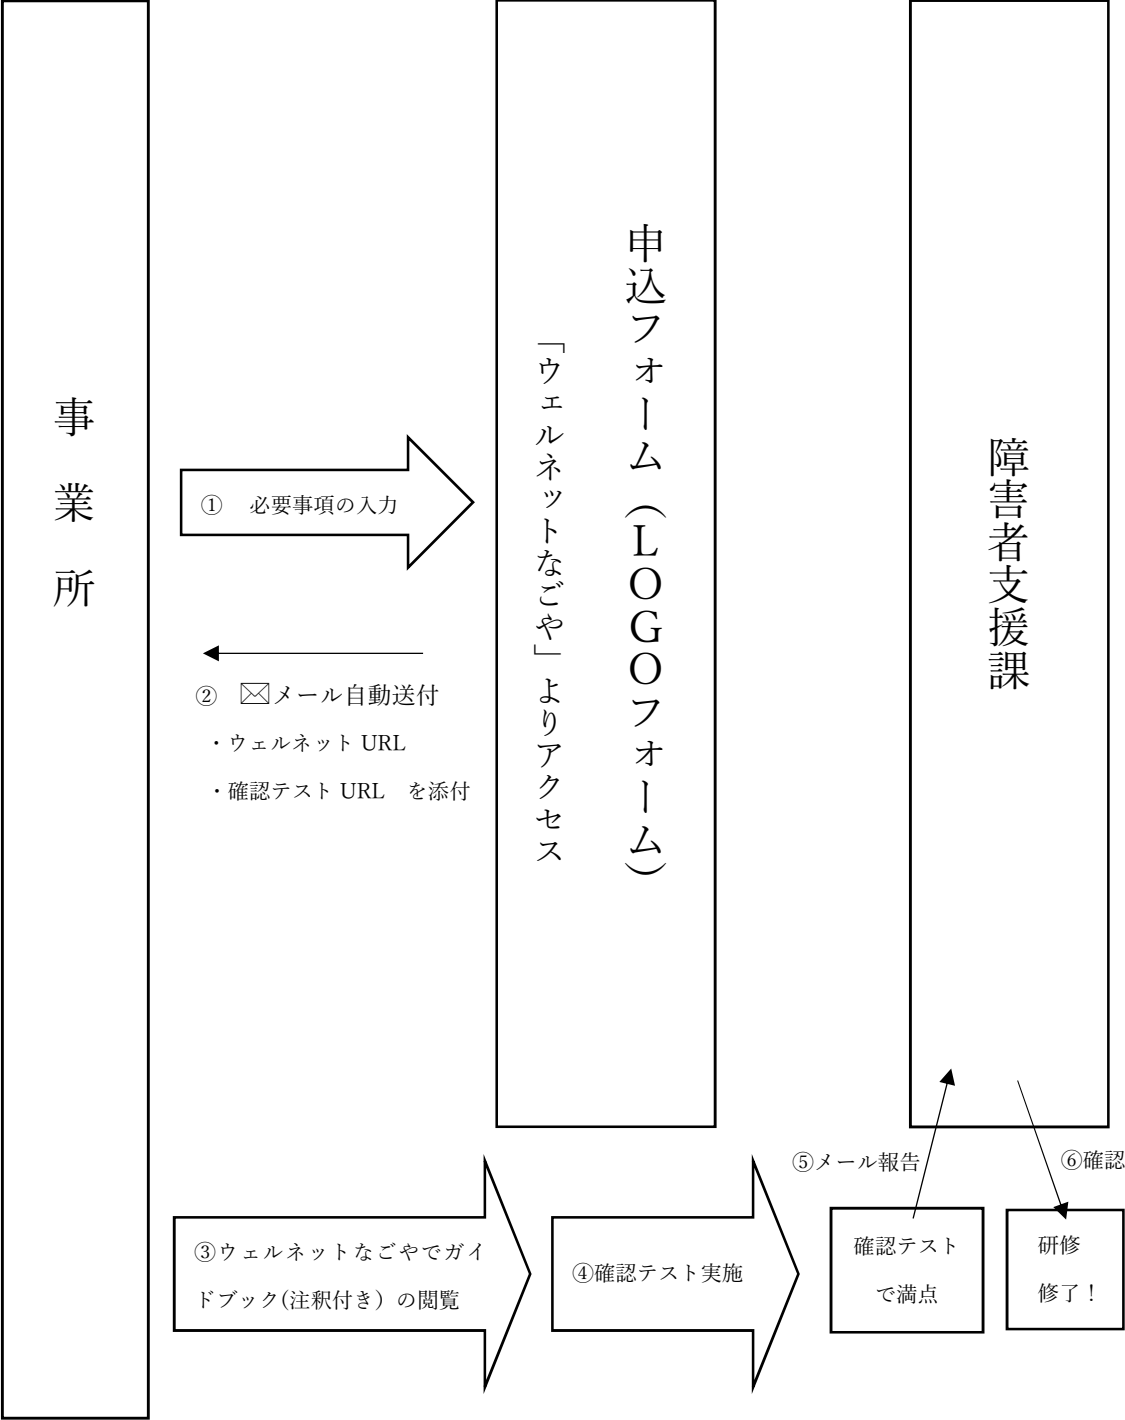 事業所
① 必要事項の入力
② ✉メール自動送付
・ウェルネット URL
・確認テスト URL を添付
申込フォーム（ＬＯＧＯフォーム）
「ウェルネットなごや」よりアクセス
障害者支援課
③ウェルネットなごやでガイ
ドブック(注釈付き）の閲覧
④確認テスト実施
⑤メール報告
確認テスト
で満点
⑥確認
研修
修了！